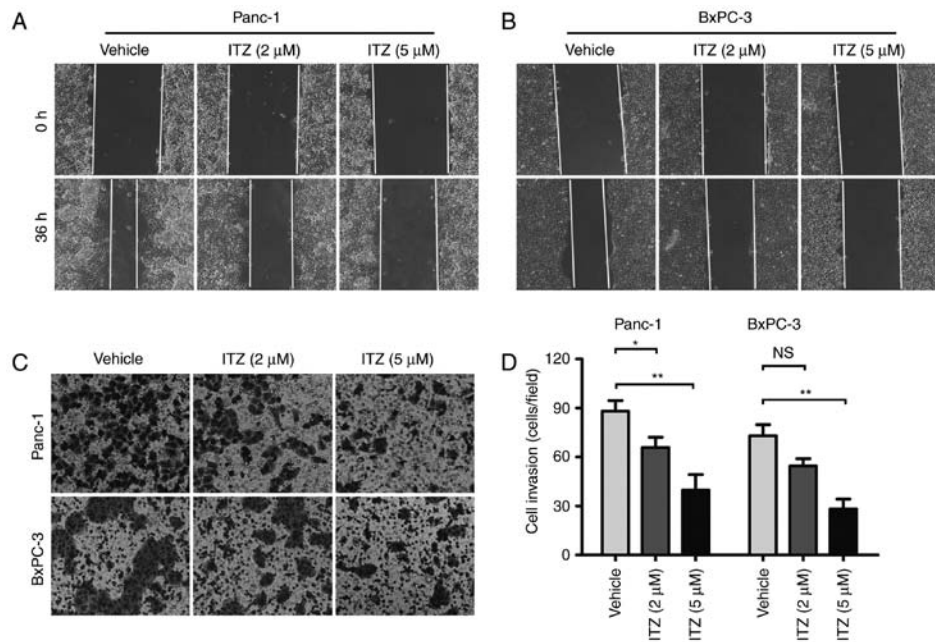 A
Panc-1
Vehicle ITZ (2 μM) ITZ (5 μM)
0 h
36 h
B
BxPC-3
Vehicle ITZ (2 μM) ITZ (5 μM)
C
Vehicle ITZ (2 μM) ITZ (5 μM)
Panc-1
BxPC-3
D
Panc-1 BxPC-3
* NS
** **
Cell invasion (cells/field)
120
90
60
30
0
Vehicle
ITZ (2 μM)
ITZ (5 μM)
Vehicle
ITZ (2 μM)
ITZ (5 μM)